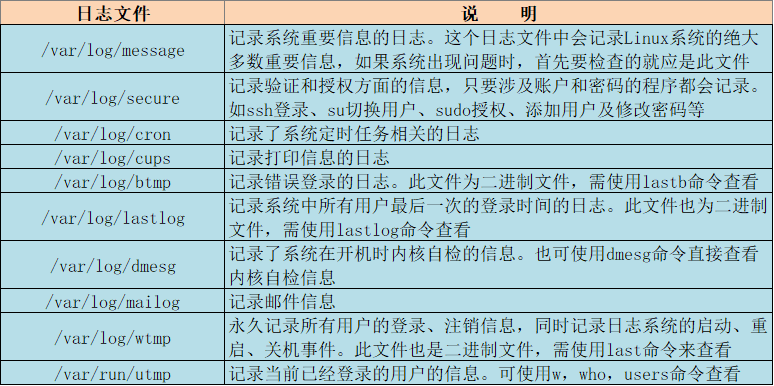 日志文件 说 明
/var/log/message
记录系统重要信息的日志。这个日志文件中会记录Linux系统的绝大
多数重要信息，如果系统出现问题时，首先要检查的就应是此文件
/var/log/secure
记录验证和授权方面的信息，只要涉及账户和密码的程序都会记录。
如ssh登录、su切换用户、sudo授权、添加用户及修改密码等
/var/log/cron 记录了系统定时任务相关的日志
/var/log/cups 记录打印信息的日志
/var/log/btmp 记录错误登录的日志。此文件为二进制文件，需使用lastb命令查看
/var/log/lastlog
记录系统中所有用户最后一次的登录时间的日志。此文件也为二进制
文件，需使用lastlog命令查看
/var/log/dmesg
记录了系统在开机时内核自检的信息。也可使用dmesg命令直接查看
内核自检信息
/var/log/mailog 记录邮件信息
/var/log/wtmp
永久记录所有用户的登录、注销信息，同时记录日志系统的启动、重
启、关机事件。此文件也是二进制文件，需使用last命令来查看
/var/run/utmp 记录当前已经登录的用户的信息。可使用w，who，users命令查看